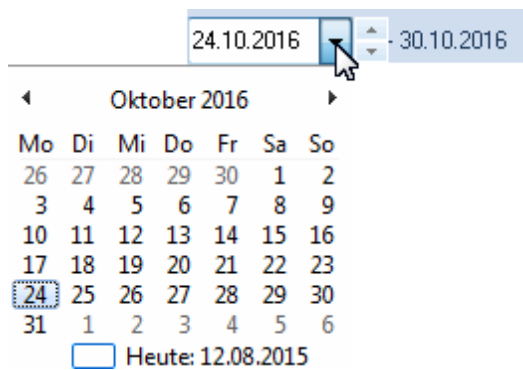 24.10.2016 - 30.10.2016
Oktober 2016
Mo Di Mi Do Fr Sa So
26 27 28 29 30 1 2
3 4 5 6 7 8 9
10 11 12 13 14 15 16
17 18 19 20 21 22 23
24 25 26 27 28 29 30
31 1 2 3 4 5 6
Heute: 12.08.2015